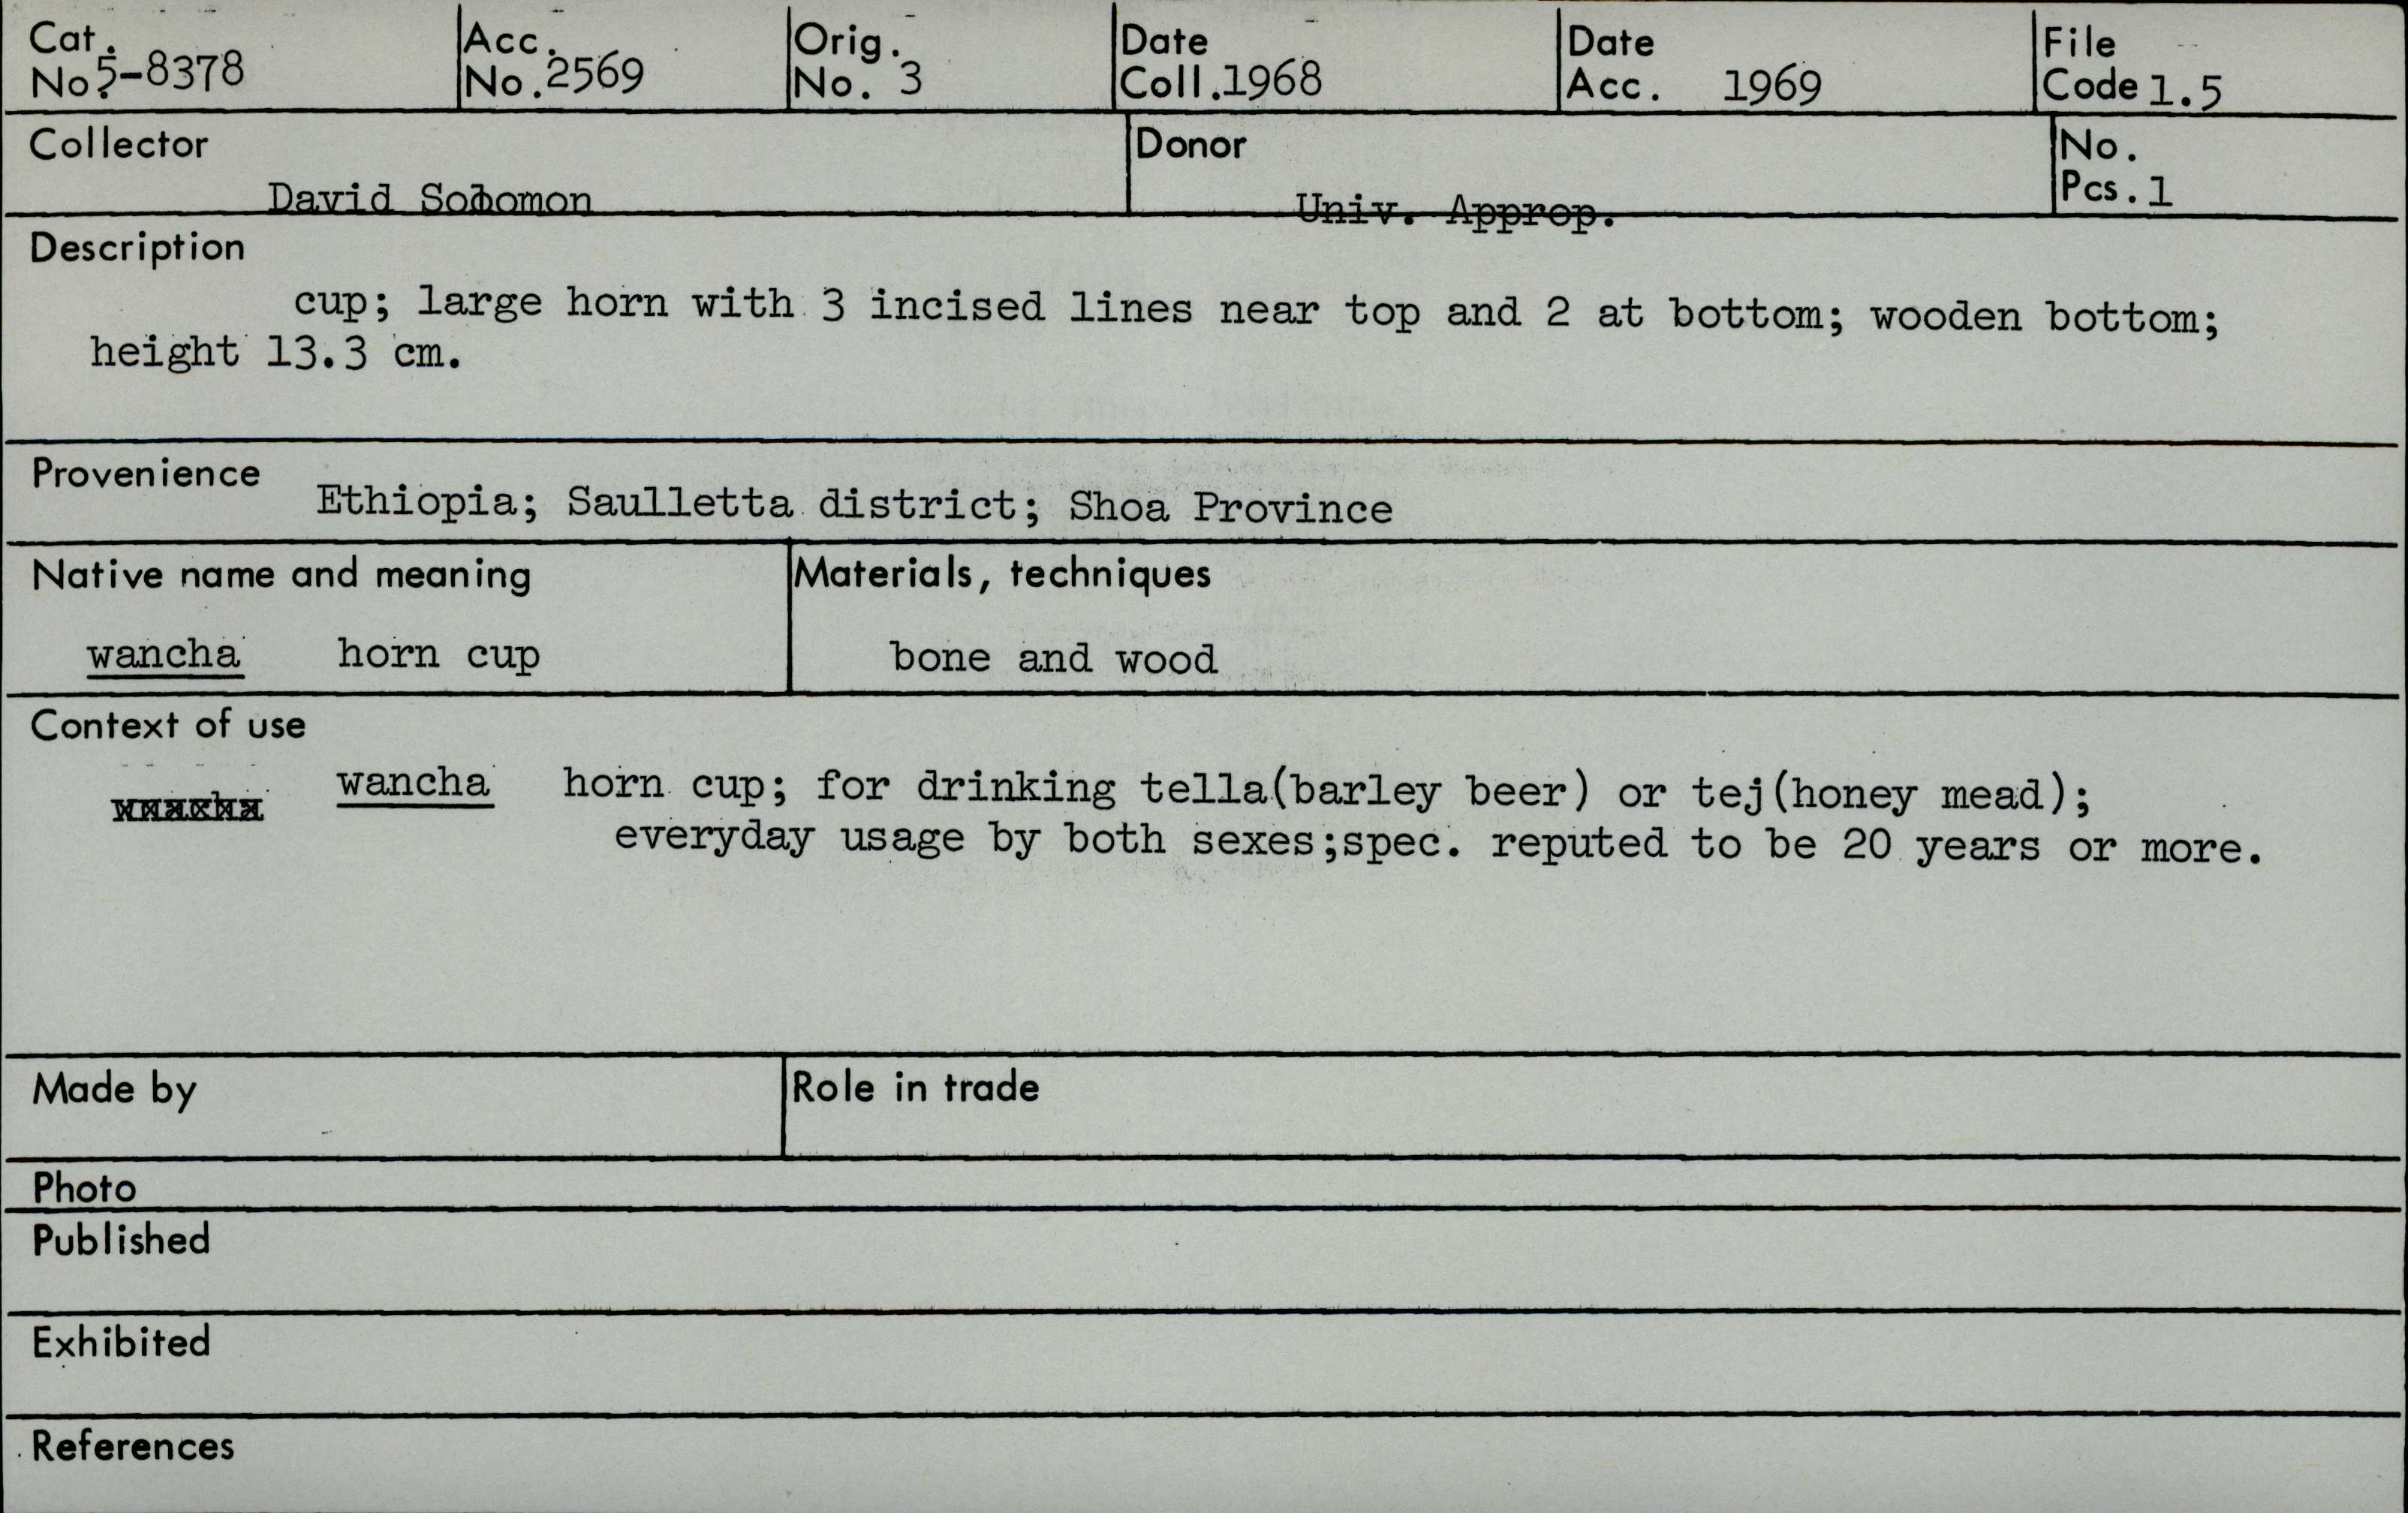 Cat. No. 5-8378 Acc. No. 2569 Orig. No. 3 Date Coll. 1968 Date Acc. 1969 File Code 1.5
Collector David Solomon Donor Univ. Approp. No. Pcs. 1
Description
cup; large horn with 3 incised lines near top and 2 at bottom; wooden bottom;
height 13.3 cm.
Provenience Ethiopia; Saulletta district; Shoa Province
Native name and meaning Materials, techniques
wancha horn cup bone and wood
Context of use
wancha horn cup; for drinking tella(barley beer) or tej(honey mead);
everyday usage by both sexes;spec. reputed to be 20 years or more.
Made by Role in trade
Photo
Published
Exhibited
References